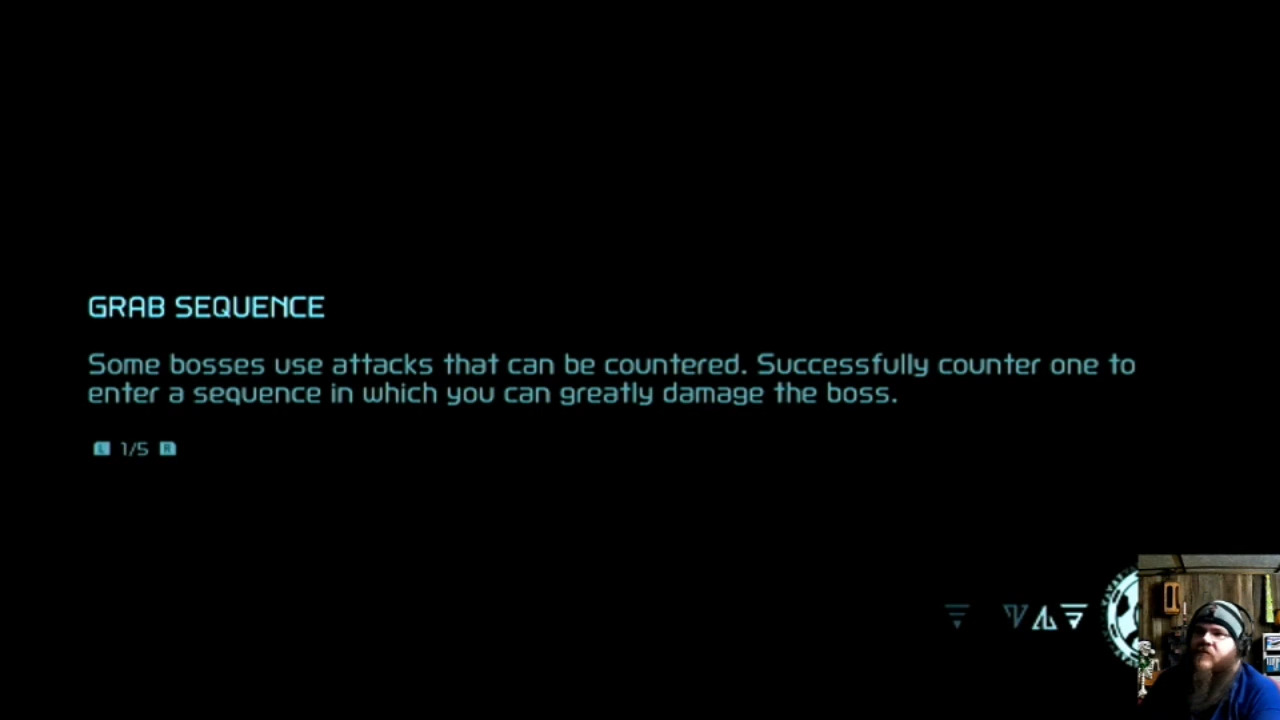 GRAB SEQUENCE
Some bosses use attacks that can be countered. Successfully counter one to
enter a sequence in which you can greatly damage the boss.
L 1/5 R